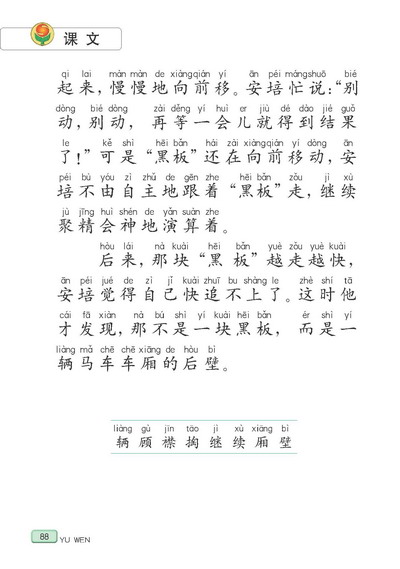 课文
qi lai màn màn de xiàngqián yí ān péi mángshuō bié
起来，慢慢地向前移。安培忙说：“别
dòng bié dòng zài děng yí huì er jiù dé dào jié guǒ
动，别动，再等一会儿就得到结果
le kě shì hēi bǎn hái zài xiàngqián yí dòng ān
了！”可是“黑板”还在向前移动，安
péi bù yóu zì zhǔ de gēn zhe hēi bǎn zǒu jì xù
培不由自主地跟着“黑板”走，继续
jù jīng huì shén de yǎn suàn zhe
聚精会神地演算着。
hòu lái nà kuài hēi bǎn yuè zǒu yuè kuài
后来，那块“黑板”越走越快，
ān péi jué de zì jǐ kuài zhuī bu shàng le zhè shí tā
安培觉得自己快追不上了。这时他
cái fā xiàn nà bú shì yí kuài hēi bǎn ér shì yí
才发现，那不是一块黑板，而是一
liàng mǎ chē chē xiāng de hòu bì
辆马车车厢的后壁。
liàng gù jīn tāo jì xù xiāng bì
辆 顾 襟 掏 继 续 厢 壁
88
YU WEN